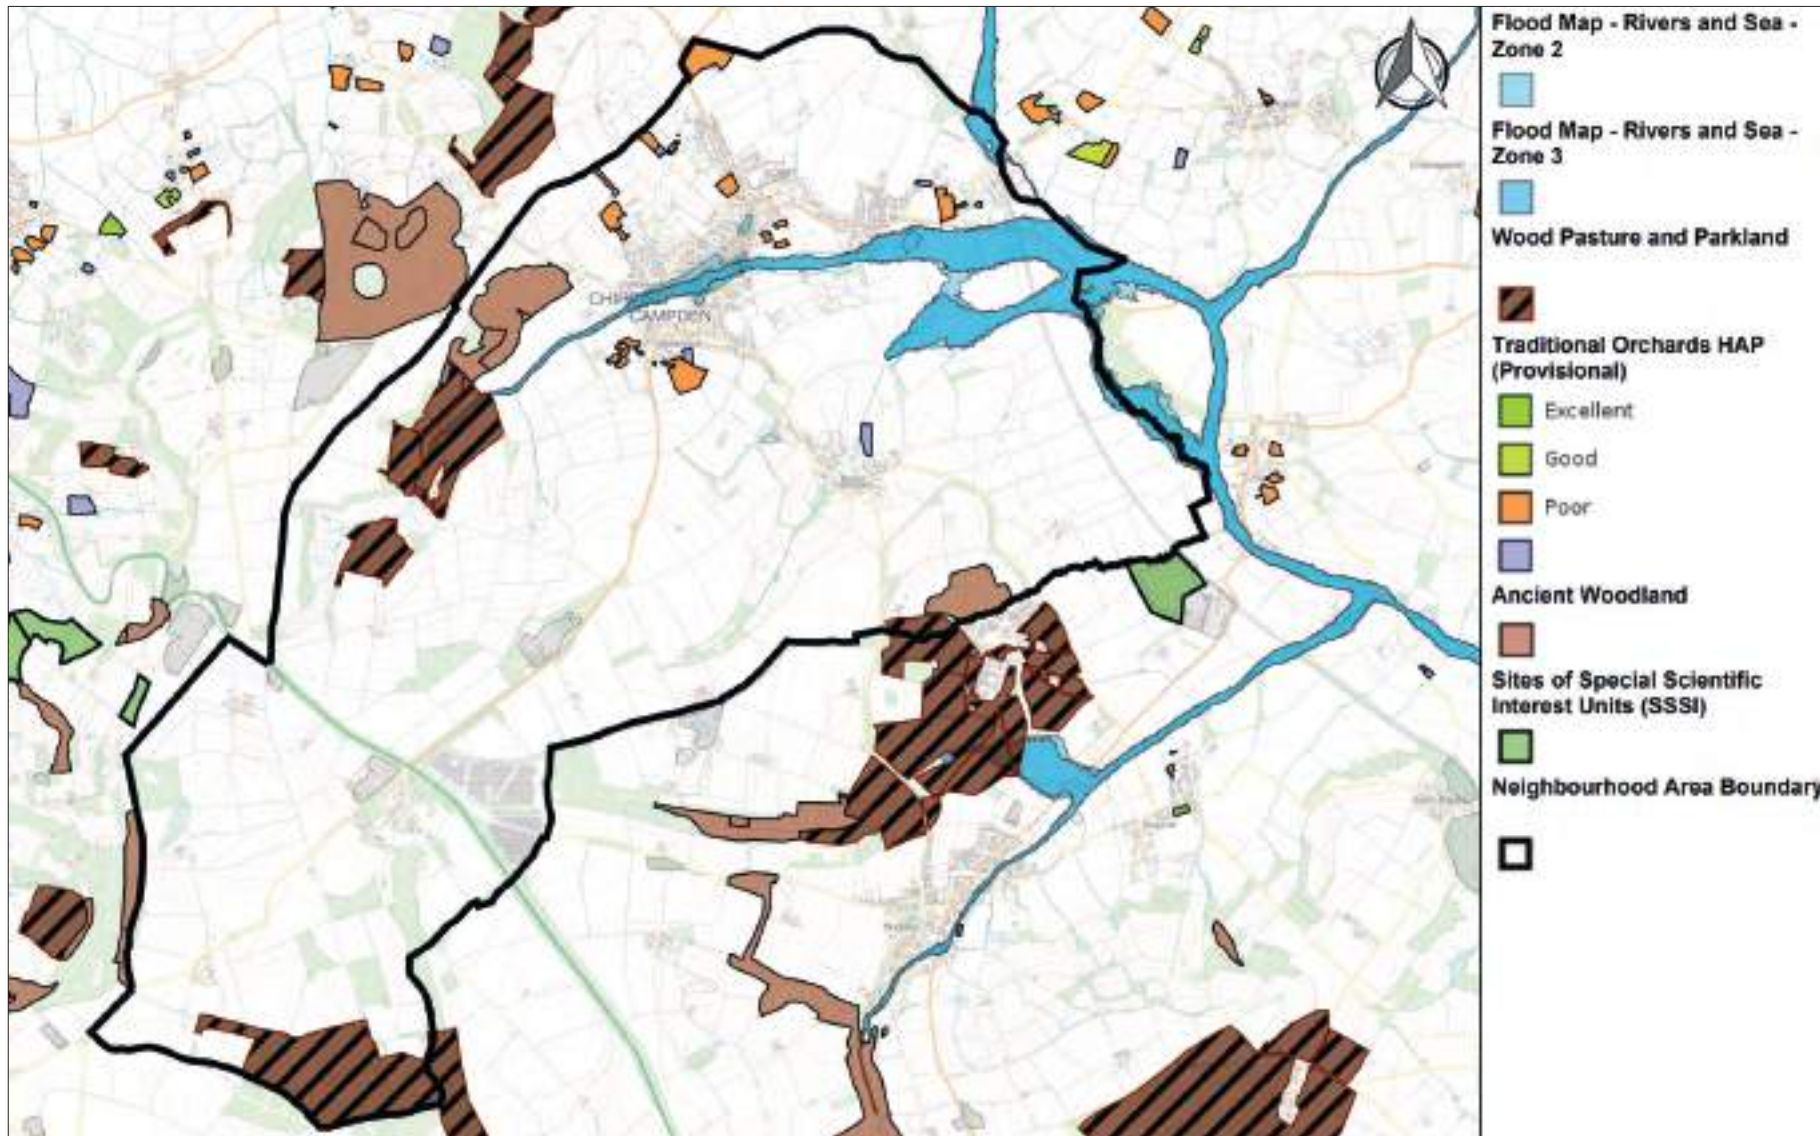 Flood Map - Rivers and Sea -
Zone 2
Flood Map - Rivers and Sea -
Zone 3
Wood Pasture and Parkland
Traditional Orchards HAP
(Provisional)
Excellent
Good
Poor
Ancient Woodland
Sites of Special Scientific
Interest Units (SSSI)
Neighbourhood Area Boundary
CAMPDEN